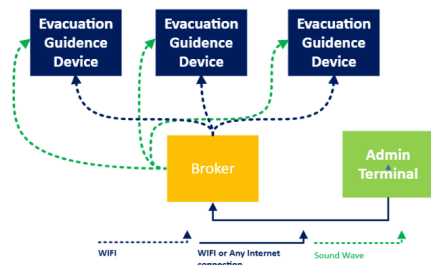 Evacuation
Guidence
Device
Evacuation
Guidence
Device
Evacuation
Guidence
Device
Broker
Admin
Terminal
WIFI
WIFI or Any Internet
connection
Sound Wave